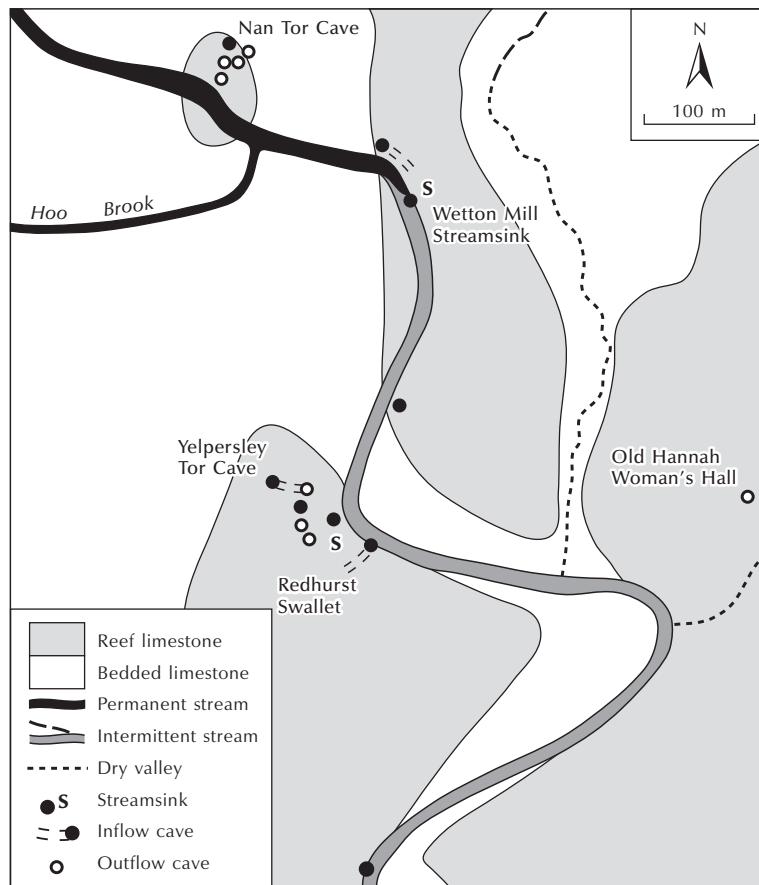 Nan Tor Cave
N
100 m
Hoo Brook
S
Wetton Mill
Streamsink
Yelpersley
Tor Cave
Old Hannah
Woman's Hall
S
Redhurst
Swallet
Reef limestone
Bedded limestone
Permanent stream
Intermittent stream
Dry valley
S Streamsink
Inflow cave
Outflow cave